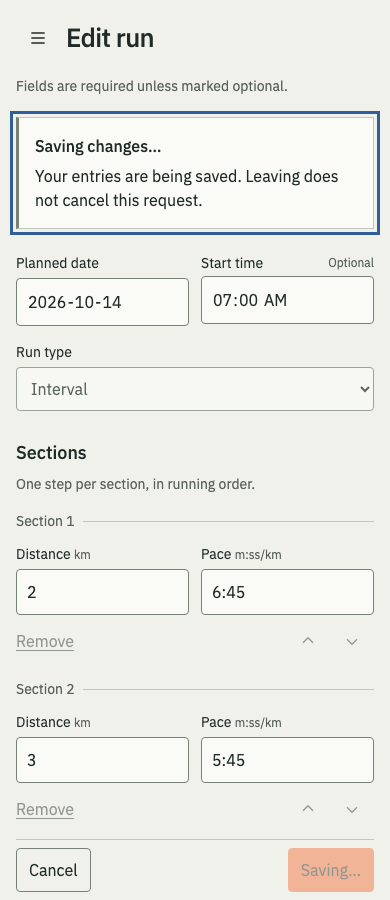 Edit run
Fields are required unless marked optional.
Saving changes...
Your entries are being saved. Leaving does
not cancel this request.
Planned date
Start time Optional
2026-10-14
07:00 AM
Run type
Interval
Sections
One step per section, in running order.
Section 1
Distance km
Pace m:ss/km
2
6:45
Remove
Section 2
Distance km
Pace m:ss/km
3
5:45
Remove
Cancel
Saving...